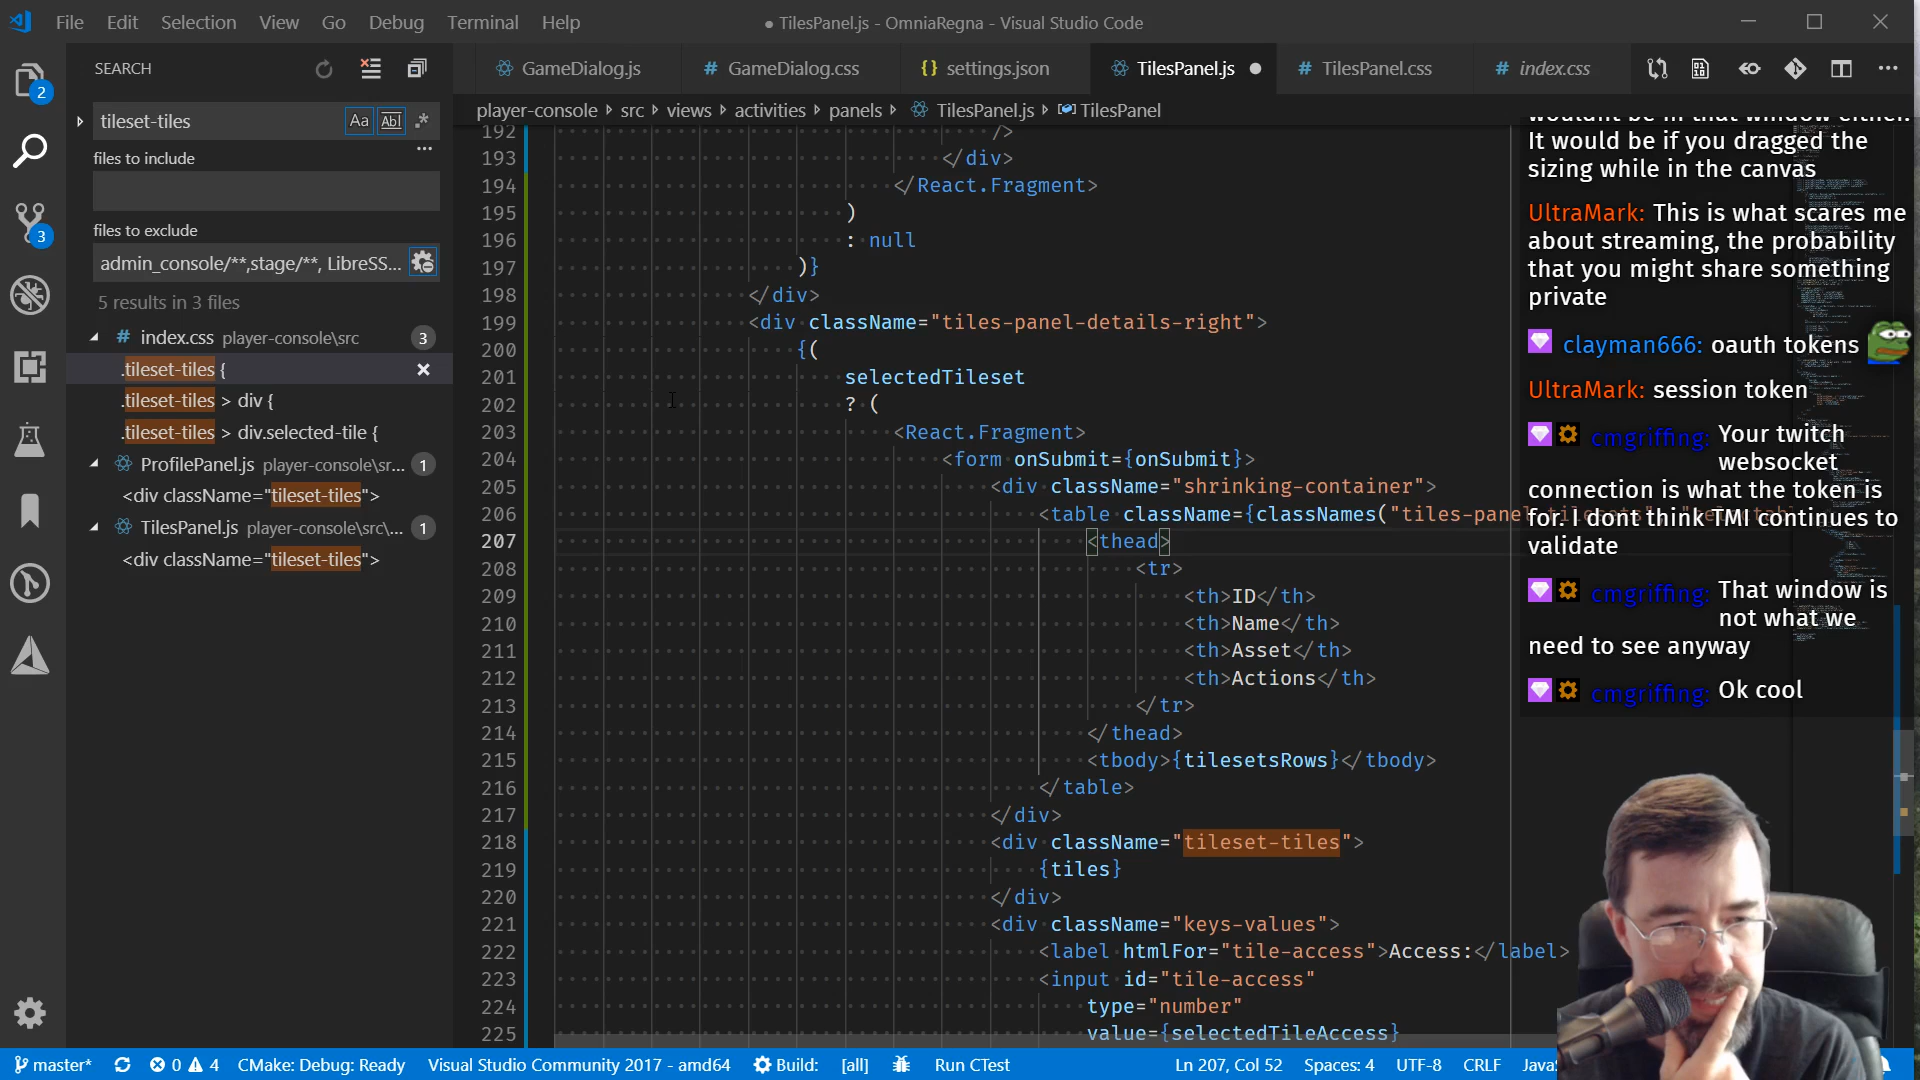 File Edit Selection View Go Debug Terminal Help
● TilesPanel.js - OmniaRegna - Visual Studio Code
SEARCH
tileset-tiles
Aa Abl .*
files to include
files to exclude
admin_console/**,stage/**, LibreSS...
5 results in 3 files
index.css player-console\src 3
.tileset-tiles {
.tileset-tiles > div {
.tileset-tiles > div.selected-tile {
ProfilePanel.js player-console\sr... 1
<div className="tileset-tiles">
TilesPanel.js player-console\src\... 1
<div className="tileset-tiles">
2
3
GameDialog.js # GameDialog.css {} settings.json TilesPanel.js ● # TilesPanel.css # index.css
player-console > src > views > activities > panels > TilesPanel.js > TilesPanel
192 />
193 </div>
194 </React.Fragment>
195 )
196 : null
197 )}
198 </div>
199 <div className="tiles-panel-details-right">
200 {(
201 selectedTileset
202 ? (
203 <React.Fragment>
204 <form onSubmit={onSubmit}>
205 <div className="shrinking-container">
206 <table className={classNames("tiles-pane
207 <thead>
208 <tr>
209 <th>ID</th>
210 <th>Name</th>
211 <th>Asset</th>
212 <th>Actions</th>
213 </tr>
214 </thead>
215 <tbody>{tilesetsRows}</tbody>
216 </table>
217 </div>
218 <div className="tileset-tiles">
219 {tiles}
220 </div>
221 <div className="keys-values">
222 <label htmlFor="tile-access">Access:</label>
223 <input id="tile-access"
224 type="number"
225 value={selectedTileAccess}
wouldnt be in that window either.
It would be if you dragged the
sizing while in the canvas
UltraMark: This is what scares me
about streaming, the probability
that you might share something
private
clayman666: oauth tokens
UltraMark: session token
cmgriffing: Your twitch
websocket
connection is what the token is
for. I dont think TMI continues to
validate
cmgriffing: That window is
not what we
need to see anyway
cmgriffing: Ok cool
master* 0 4 CMake: Debug: Ready Visual Studio Community 2017 - amd64 Build: [all] Run CTest Ln 207, Col 52 Spaces: 4 UTF-8 CRLF